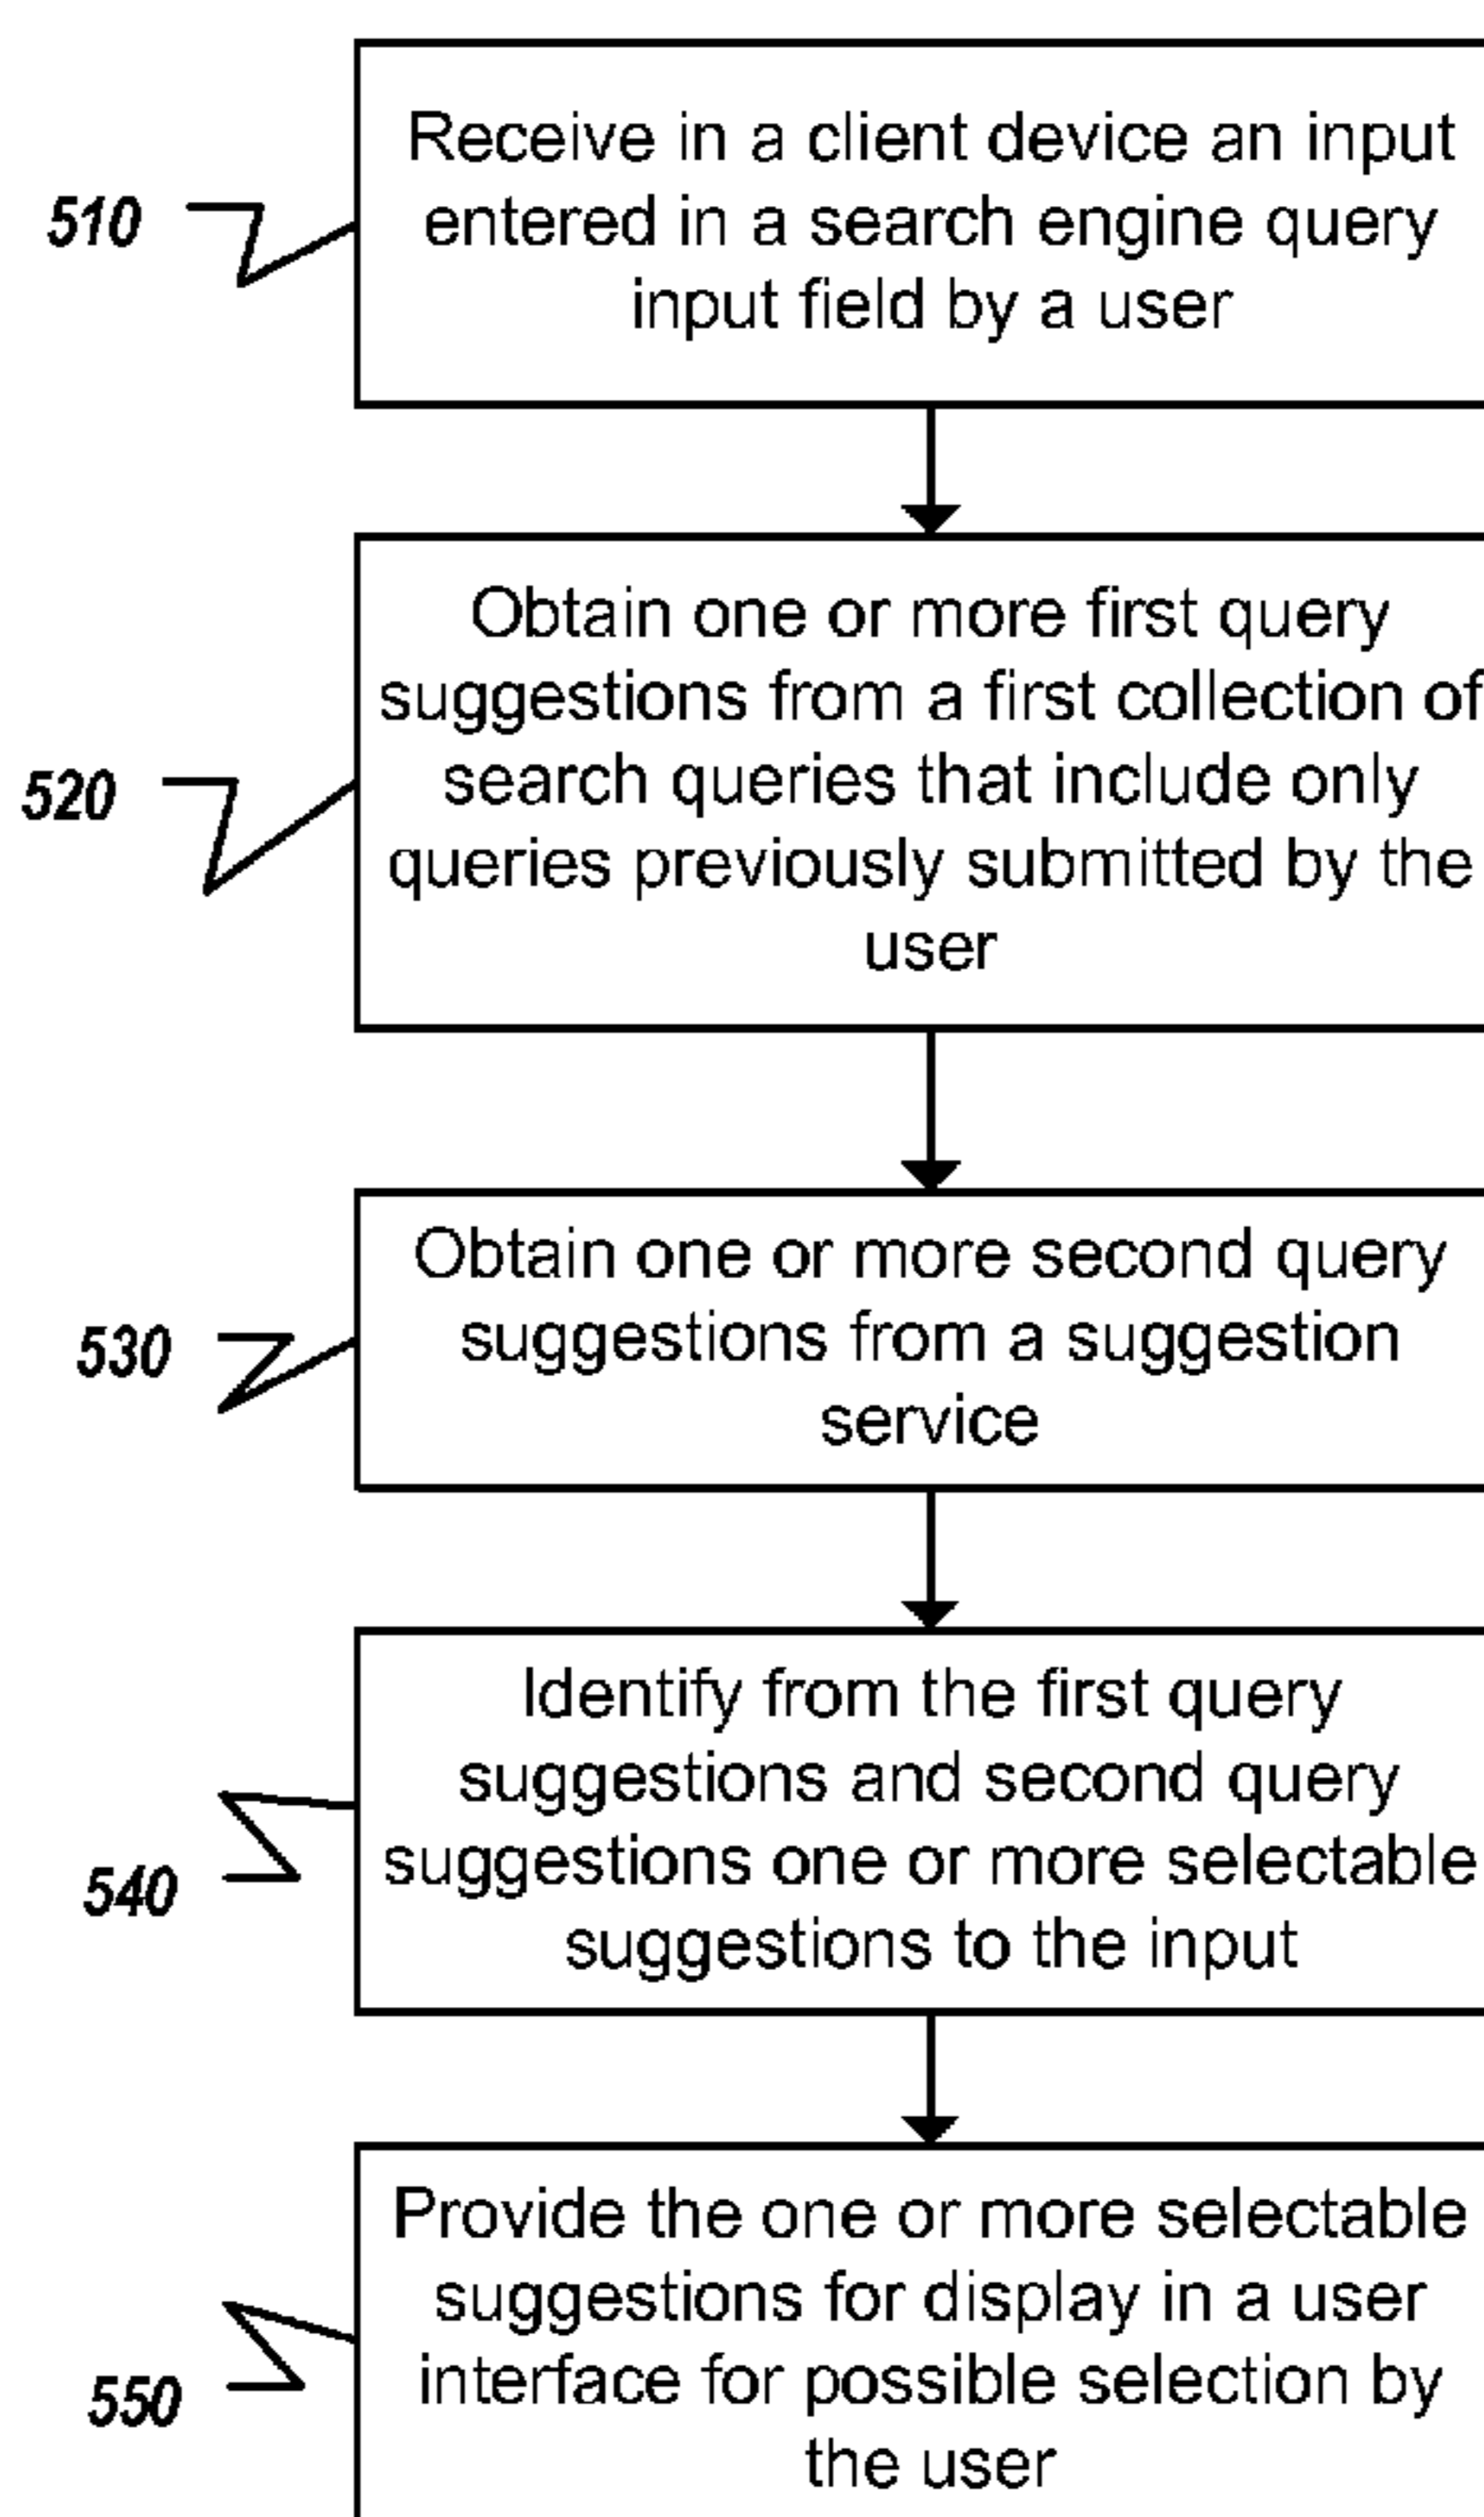 Receive in a client device an input
510
entered in a search engine query
input field by a user
Obtain one or more first query
suggestions from a first collection of
search queries that include only
520
queries previously submitted by the
user
Obtain one or more second query
530
suggestions from a suggestion
service
Identify from the first query
suggestions and second query
suggestions one or more selectable
540
suggestions to the input
Provide the one or more selectable
suggestions for display in a user
550
interface for possible selection by
the user